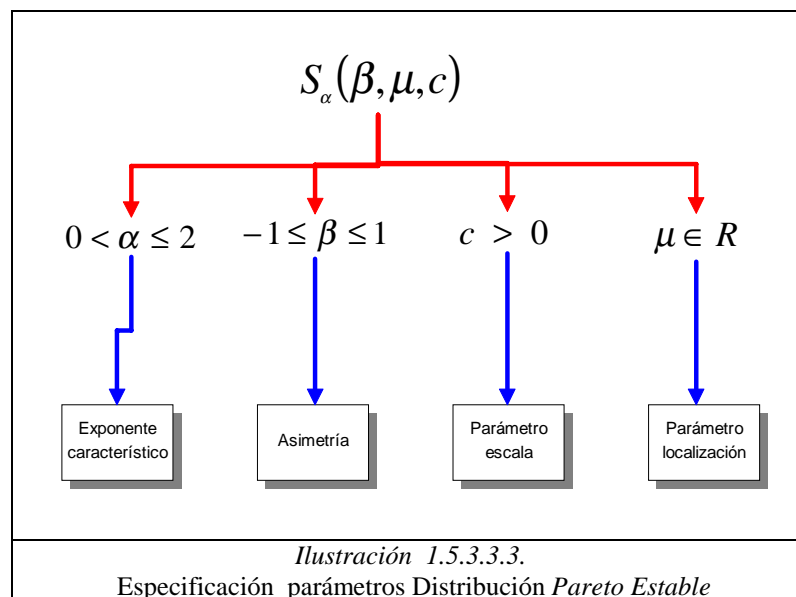 S_α(β, μ, c)
0 < α ≤ 2
−1 ≤ β ≤ 1
c > 0
μ ∈ R
Exponente
característico
Asimetría
Parámetro
escala
Parámetro
localización
Ilustración 1.5.3.3.3.
Especificación parámetros Distribución Pareto Estable